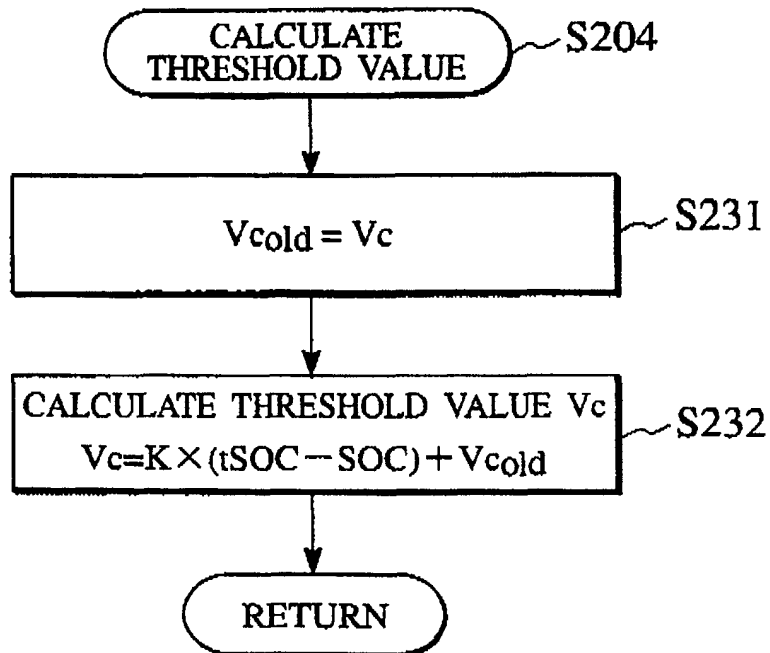 CALCULATE
THRESHOLD VALUE
S204
Vcold = Vc
S231
CALCULATE THRESHOLD VALUE Vc
Vc=K×(tSOC−SOC)+Vcold
S232
RETURN